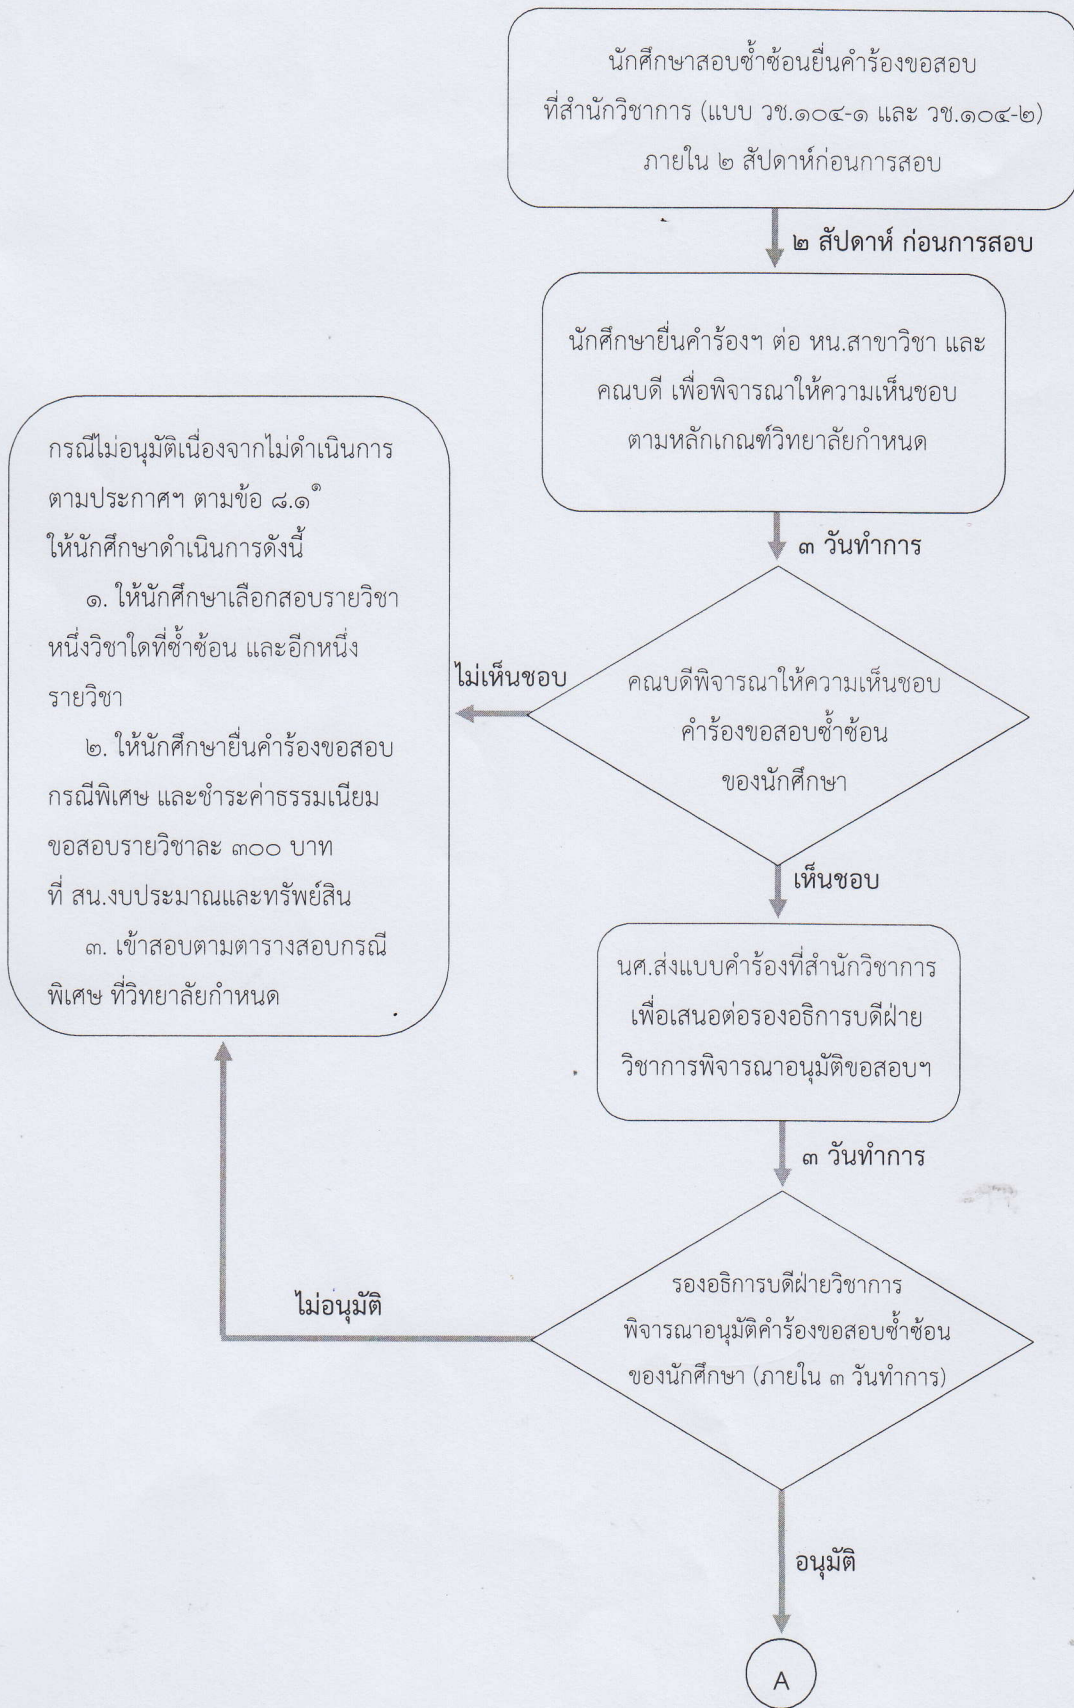 นักศึกษาสอบซ้ำซ้อนยื่นคำร้องขอสอบ
ที่สำนักวิชาการ (แบบ วช.๑๐๔-๑ และ วช.๑๐๔-๒)
ภายใน ๒ สัปดาห์ก่อนการสอบ
๒ สัปดาห์ ก่อนการสอบ
นักศึกษายื่นคำร้องฯ ต่อ หน.สาขาวิชา และ
คณบดี เพื่อพิจารณาให้ความเห็นชอบ
ตามหลักเกณฑ์วิทยาลัยกำหนด
๓ วันทำการ
คณบดีพิจารณาให้ความเห็นชอบ
คำร้องขอสอบซ้ำซ้อน
ของนักศึกษา
ไม่เห็นชอบ
กรณีไม่อนุมัติเนื่องจากไม่ดำเนินการ
ตามประกาศฯ ตามข้อ ๘.๑๑
ให้นักศึกษาดำเนินการดังนี้
๑. ให้นักศึกษาเลือกสอบรายวิชา
หนึ่งวิชาใดที่ซ้ำซ้อน และอีกหนึ่ง
รายวิชา
๒. ให้นักศึกษายื่นคำร้องขอสอบ
กรณีพิเศษ และชำระค่าธรรมเนียม
ขอสอบรายวิชาละ ๓๐๐ บาท
ที่ สน.งบประมาณและทรัพย์สิน
๓. เข้าสอบตามตารางสอบกรณี
พิเศษ ที่วิทยาลัยกำหนด
เห็นชอบ
นศ.ส่งแบบคำร้องที่สำนักวิชาการ
เพื่อเสนอต่อรองอธิการบดีฝ่าย
วิชาการพิจารณาอนุมัติขอสอบฯ
๓ วันทำการ
รองอธิการบดีฝ่ายวิชาการ
พิจารณาอนุมัติคำร้องขอสอบซ้ำซ้อน
ของนักศึกษา (ภายใน ๓ วันทำการ)
ไม่อนุมัติ
อนุมัติ
A